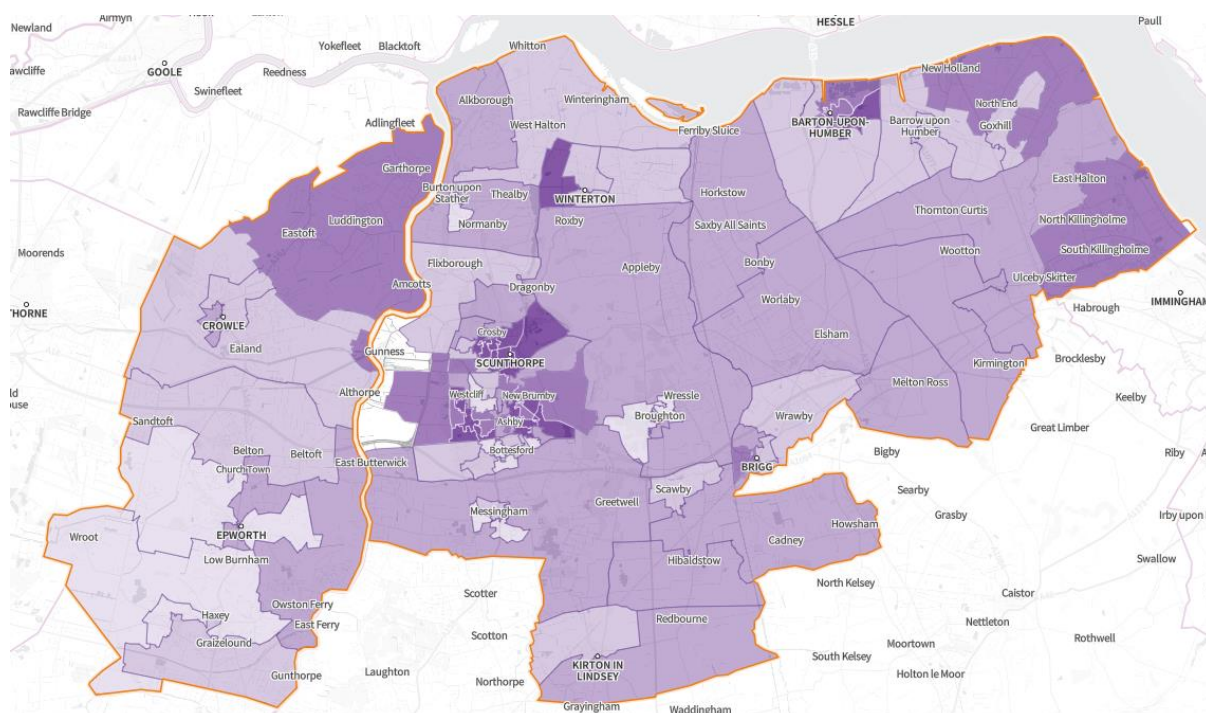 Newland
Airmyn
HESSLE
Paull
Yokefleet
Blacktoft
Whitton
GOOLE
Reedness
New Holland
Rawcliffe Bridge
Swinefleet
Alkborough
Winteringham
North End
Adlingfleet
West Halton
BARTON-UPON-
HUMBER
Barrow upon
Humber
Goxhill
Ferriby Sluice
Garthorpe
Burton upon
Stather
Thealby
WINTERTON
Horkstow
East Halton
Luddington
Normanby
Roxby
Saxby All Saints
Thornton Curtis
North Killingholme
Eastoft
Moorends
Flixborough
Appleby
Bonby
Wootton
South Killingholme
Amcotts
Dragonby
Worlaby
Ulceby Skitter
THORNE
CROWLE
Crosby
Elsham
IMMINGHAM
Habrough
Ealand
Gunness
SCUNTHORPE
Kirmington
Brocklesby
Althorpe
Westcliff
New Brumby
Wressle
Melton Ross
Keelby
Sandtoft
Ashby
Broughton
Wrawby
Great Limber
Belton
Beltoft
Bottesford
Bigby
Riby
Church Town
East Butterwick
BRIGG
Scawby
Searby
Messingham
Greetwell
Grasby
Irby upon
Wroot
EPWORTH
Howsham
Low Burnham
Cadney
Hibaldstow
Swallow
North Kelsey
Owston Ferry
Scotter
Caistor
Haxey
East Ferry
Redbourne
Nettleton
Graizelound
Scotton
Moortown
Rothwell
Gunthorpe
Laughton
Northorpe
KIRTON IN
LINDSEY
South Kelsey
Holton le Moor
Grayingham
Waddingham